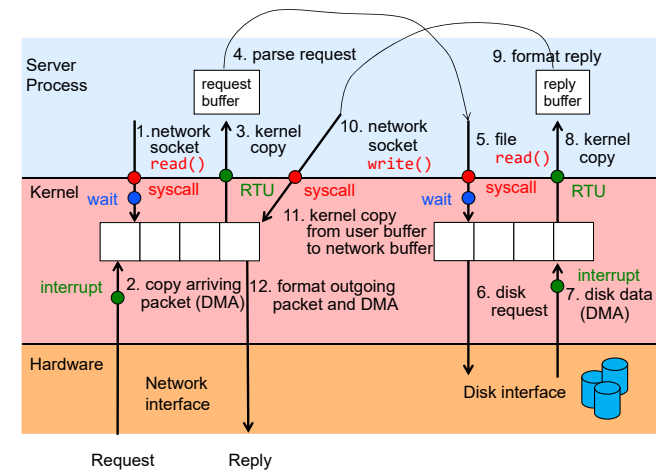 4. parse request
9. format reply
Server
Process
request
buffer
reply
buffer
1.network
socket
read()
3. kernel
copy
10. network
socket
write()
5. file
read()
8. kernel
copy
Kernel
syscall
RTU
syscall
syscall
RTU
wait
wait
11. kernel copy
from user buffer
to network buffer
interrupt
2. copy arriving
packet (DMA)
12. format outgoing
packet and DMA
6. disk
request
interrupt
7. disk data
(DMA)
Hardware
Network
interface
Disk interface
Request
Reply